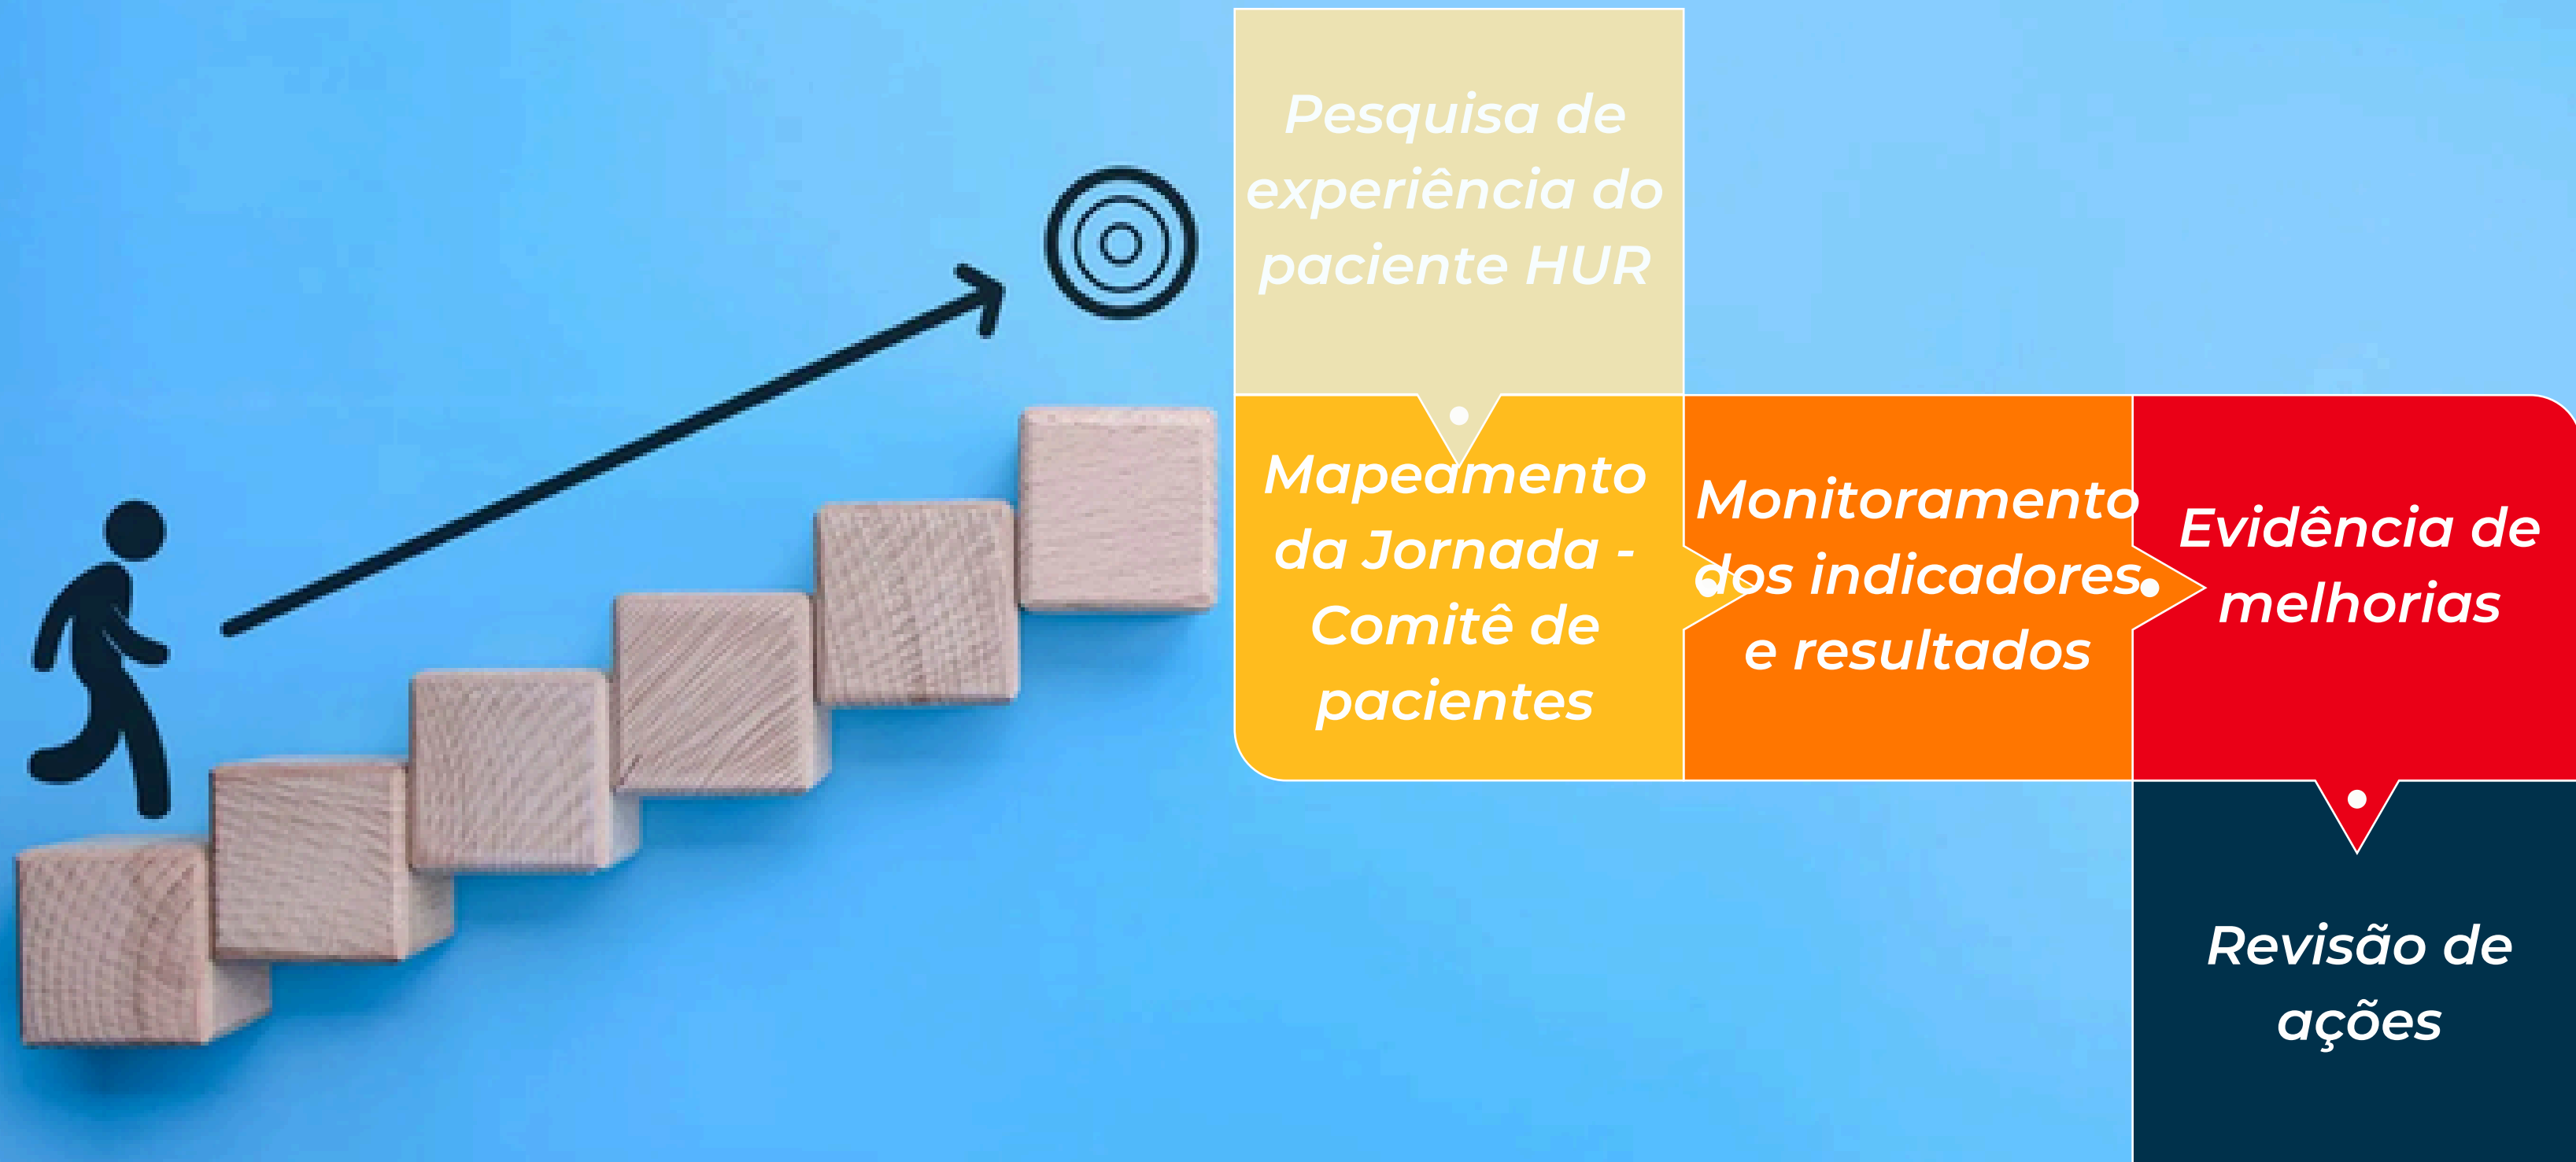 Pesquisa de
experiência do
paciente HUR
Mapeamento
da Jornada -
Comitê de
pacientes
Monitoramento
dos indicadores
e resultados
Evidência de
melhorias
Revisão de
ações